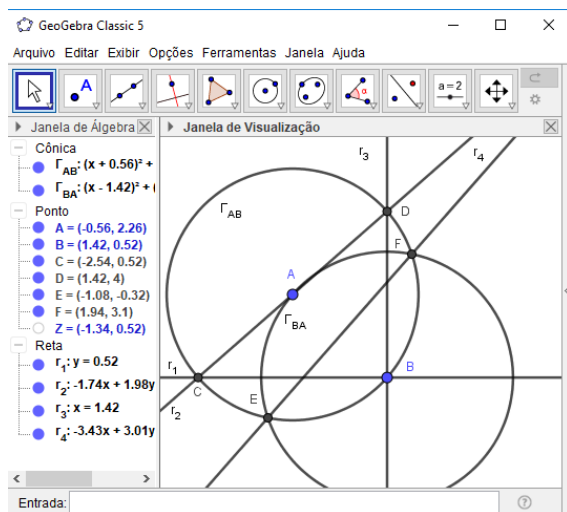 GeoGebra Classic 5
Arquivo Editar Exibir Opções Ferramentas Janela Ajuda
A
α
a = 2
Janela de Álgebra
Cônica
Γ_AB: (x + 0.56)² +
Γ_BA: (x - 1.42)² + (
Ponto
A = (-0.56, 2.26)
B = (1.42, 0.52)
C = (-2.54, 0.52)
D = (1.42, 4)
E = (-1.08, -0.32)
F = (1.94, 3.1)
Z = (-1.34, 0.52)
Reta
r₁: y = 0.52
r₂: -1.74x + 1.98y
r₃: x = 1.42
r₄: -3.43x + 3.01y
Janela de Visualização
r₃
r₄
Γ_AB
D
F
A
Γ_BA
r₁
B
C
r₂
E
Entrada: